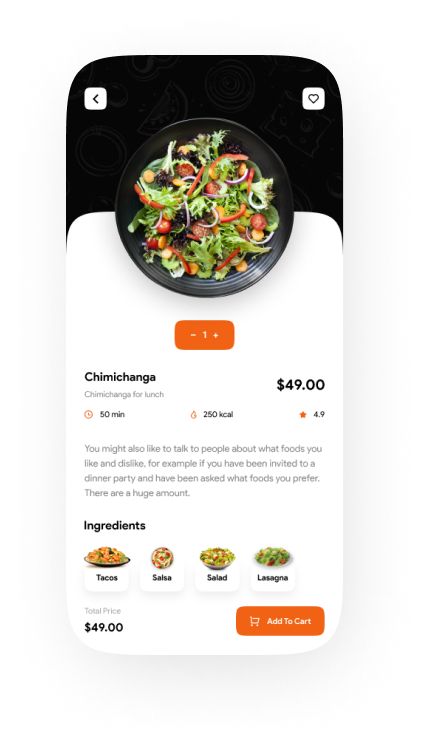 - 1 +
Chimichanga
Chimichanga for lunch
$49.00
50 min
250 kcal
4.9
You might also like to talk to people about what foods you
like and dislike, for example if you have been invited to a
dinner party and have been asked what foods you prefer.
There are a huge amount.
Ingredients
Tacos
Salsa
Salad
Lasagna
Total Price
$49.00
Add To Cart